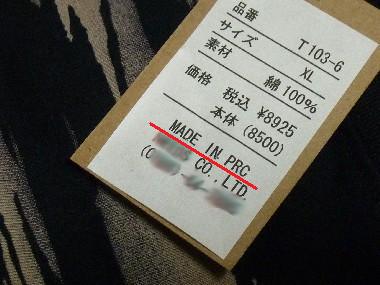 品番 T103-6
サイズ XL
素材 綿100%
価格 税込 ¥8925
本体 (8500)
MADE IN PRC
CO.,LTD.